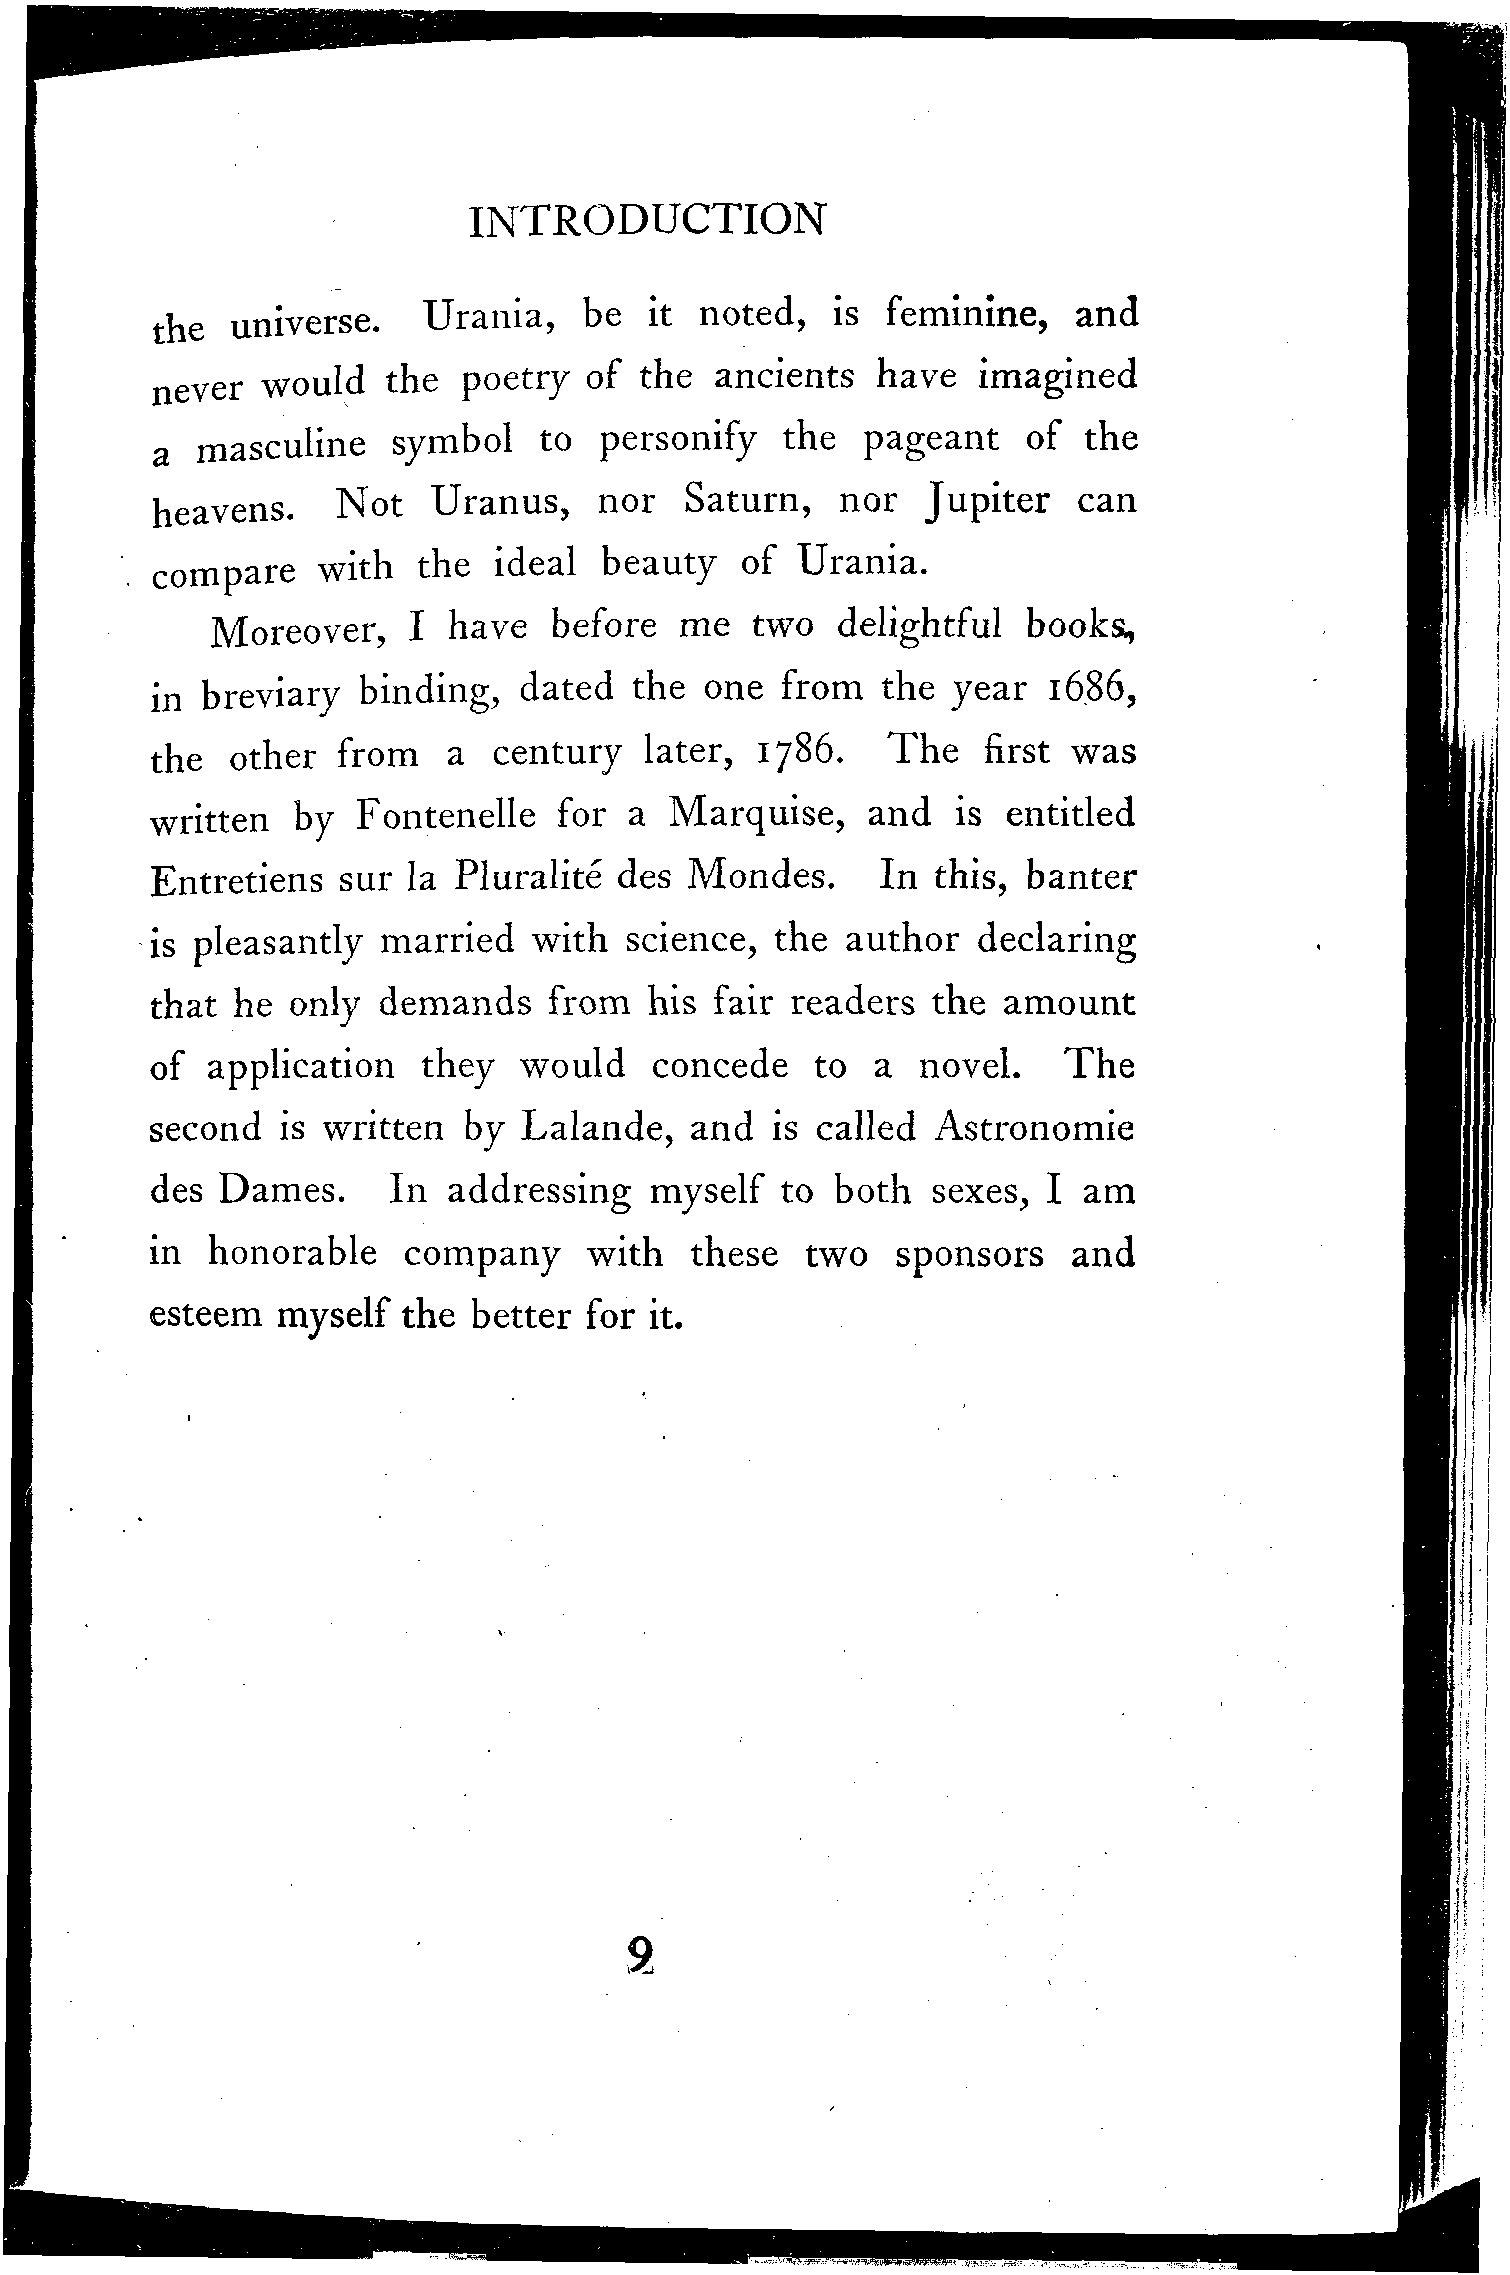 INTRODUCTION
the universe. Urania, be it noted, is feminine, and
never would the poetry of the ancients have imagined
a masculine symbol to personify the pageant of the
heavens. Not Uranus, nor Saturn, nor Jupiter can
compare with the ideal beauty of Urania.
Moreover, I have before me two delightful books,
in breviary binding, dated the one from the year 1686,
the other from a century later, 1786. The first was
written by Fontenelle for a Marquise, and is entitled
Entretiens sur la Pluralité des Mondes. In this, banter
is pleasantly married with science, the author declaring
that he only demands from his fair readers the amount
of application they would concede to a novel. The
second is written by Lalande, and is called Astronomie
des Dames. In addressing myself to both sexes, I am
in honorable company with these two sponsors and
esteem myself the better for it.
9